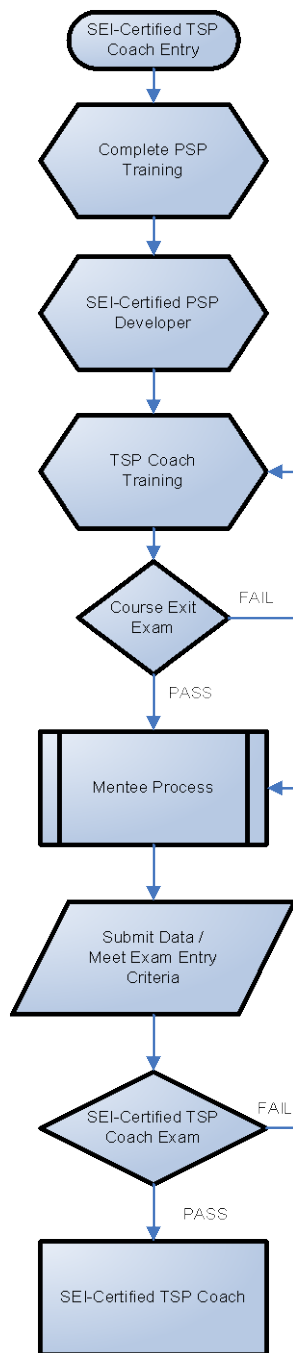 SEI-Certified TSP
Coach Entry
Complete PSP
Training
SEI-Certified PSP
Developer
TSP Coach
Training
Course Exit
Exam
FAIL
PASS
Mentee Process
Submit Data /
Meet Exam Entry
Criteria
SEI-Certified TSP
Coach Exam
FAIL
PASS
SEI-Certified TSP Coach